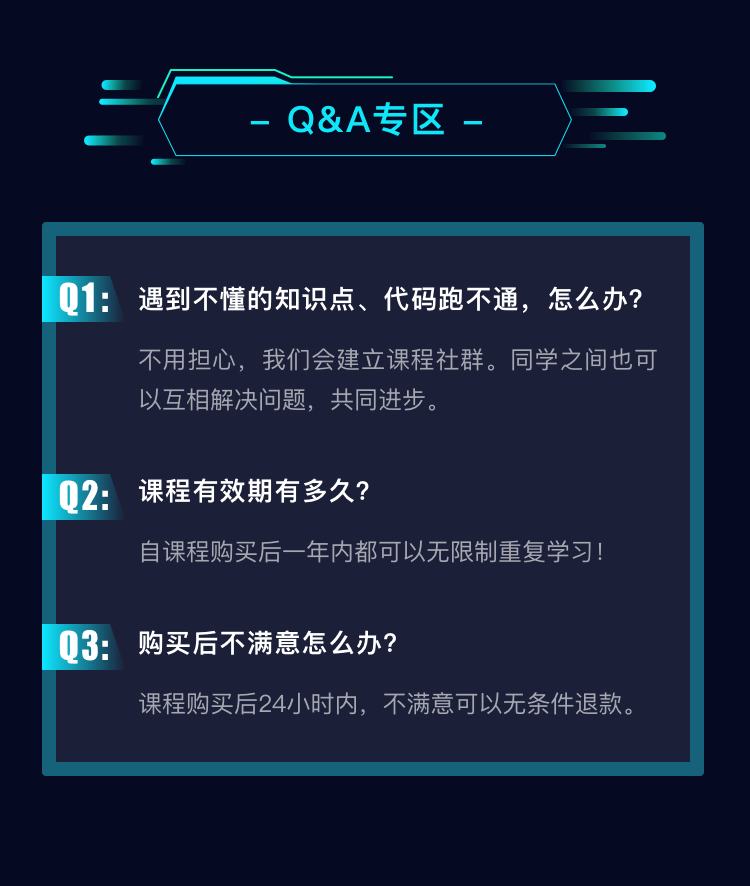 – Q&A专区 –
Q1: 遇到不懂的知识点、代码跑不通，怎么办?
不用担心，我们会建立课程社群。同学之间也可
以互相解决问题，共同进步。
Q2: 课程有效期有多久?
自课程购买后一年内都可以无限制重复学习!
Q3: 购买后不满意怎么办?
课程购买后24小时内，不满意可以无条件退款。